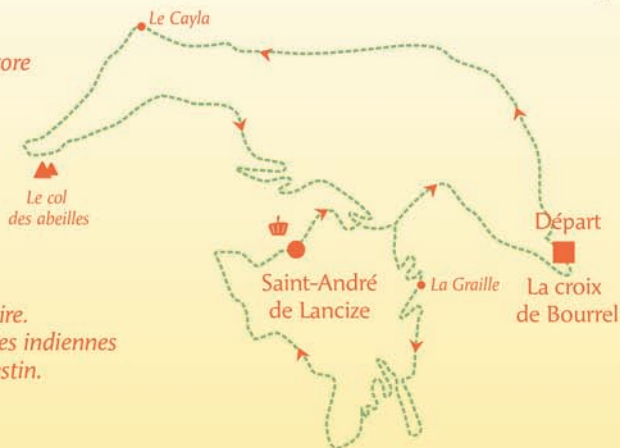 Le Cayla
ore
Le col
des abeilles
Départ
Saint-André
de Lancize
La Graille
La croix
de Bourrel
ire.
es indiennes
stin.